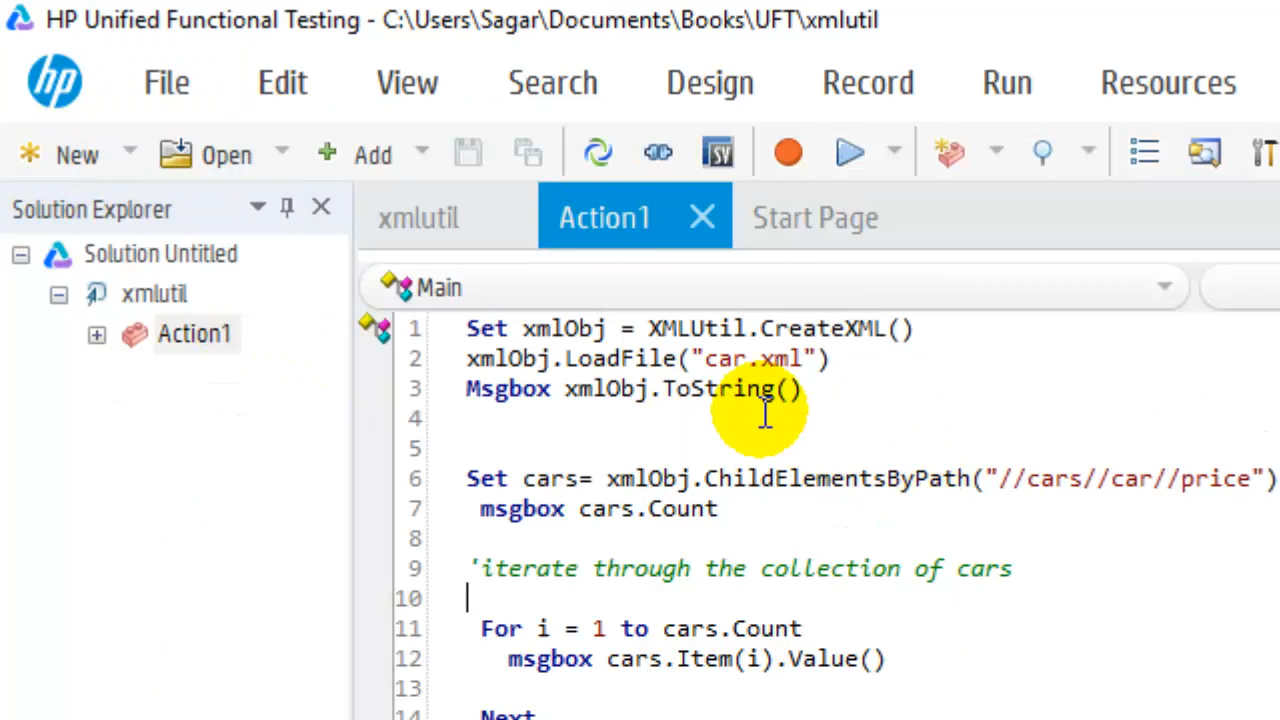 HP Unified Functional Testing - C:\Users\Sagar\Documents\Books\UFT\xmlutil
hp File Edit View Search Design Record Run Resources
New Open Add SV
Solution Explorer
xmlutil Action1 Start Page
Solution Untitled
xmlutil
Action1
Main
1 Set xmlObj = XMLUtil.CreateXML()
2 xmlObj.LoadFile("car.xml")
3 Msgbox xmlObj.ToString()
4
5
6 Set cars= xmlObj.ChildElementsByPath("//cars//car//price")
7 msgbox cars.Count
8
9 'iterate through the collection of cars
10
11 For i = 1 to cars.Count
12 msgbox cars.Item(i).Value()
13
14 Next